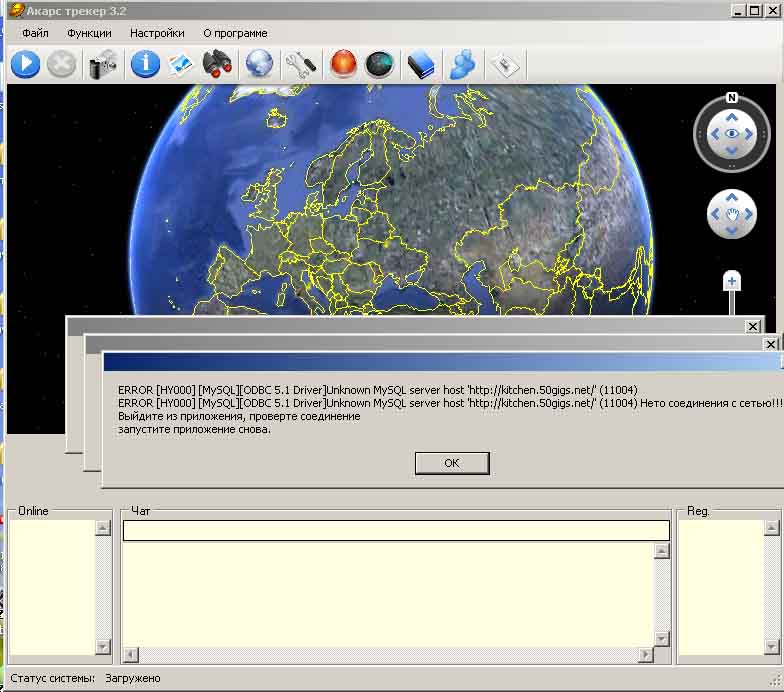 Акарс трекер 3.2
Файл Функции Настройки О программе
N
ERROR [HY000] [MySQL][ODBC 5.1 Driver]Unknown MySQL server host 'http://kitchen.50gigs.net/' (11004)
ERROR [HY000] [MySQL][ODBC 5.1 Driver]Unknown MySQL server host 'http://kitchen.50gigs.net/' (11004) Нето соединения с сетью!!!
Выйдите из приложения, проверте соединение
запустите приложение снова.
OK
Online Чат Reg.
Статус системы: Загружено